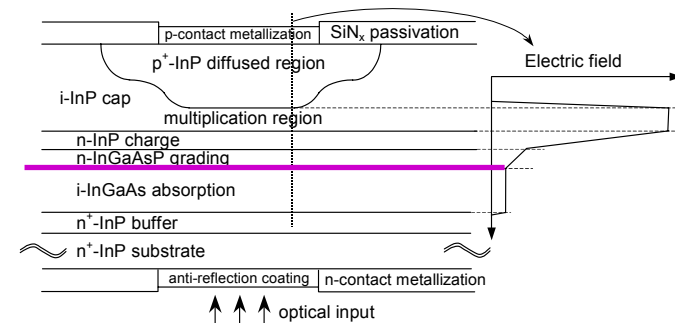 p-contact metallization
SiNx passivation
p+-InP diffused region
Electric field
i-InP cap
multiplication region
n-InP charge
n-InGaAsP grading
i-InGaAs absorption
n+-InP buffer
n+-InP substrate
anti-reflection coating
n-contact metallization
optical input